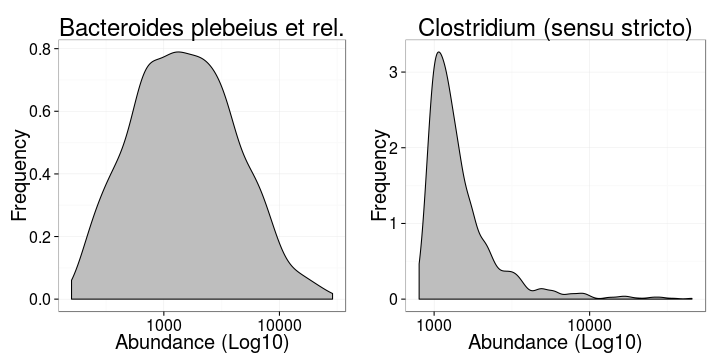 Bacteroides plebeius et rel.
Frequency
0.8
0.6
0.4
0.2
0.0
1000 10000
Abundance (Log10)
Clostridium (sensu stricto)
Frequency
3
2
1
0
1000 10000
Abundance (Log10)